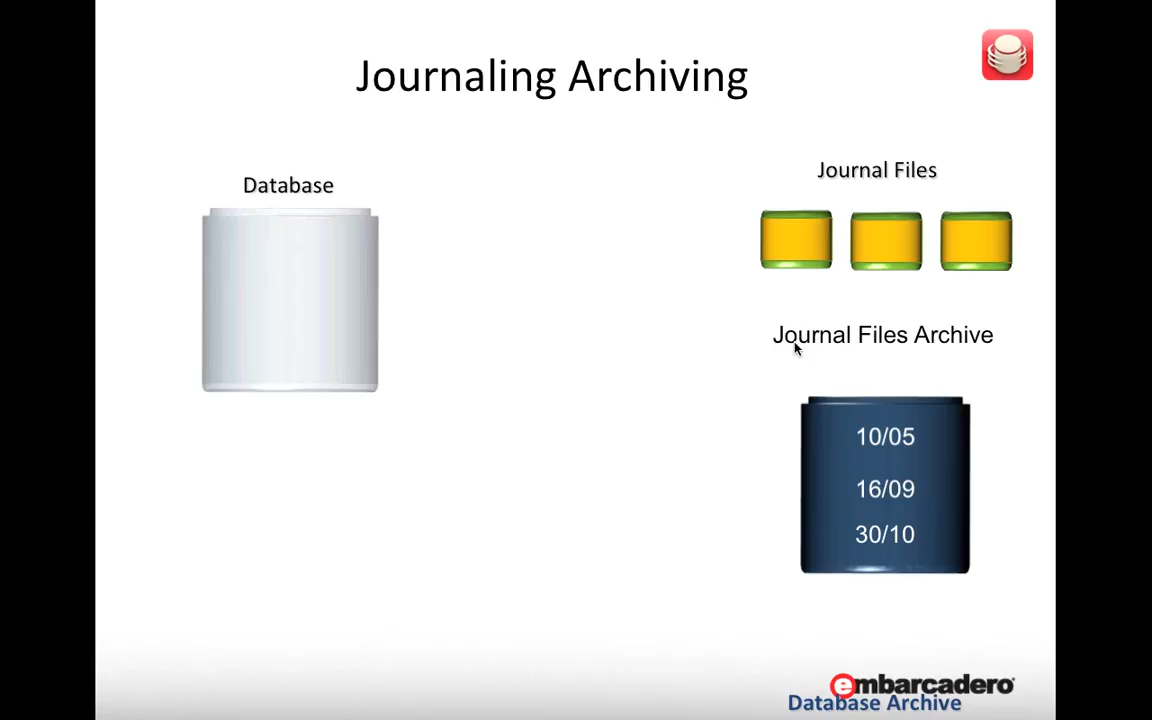 Journaling Archiving
Database
Journal Files
Journal Files Archive
10/05
16/09
30/10
embarcadero
Database Archive